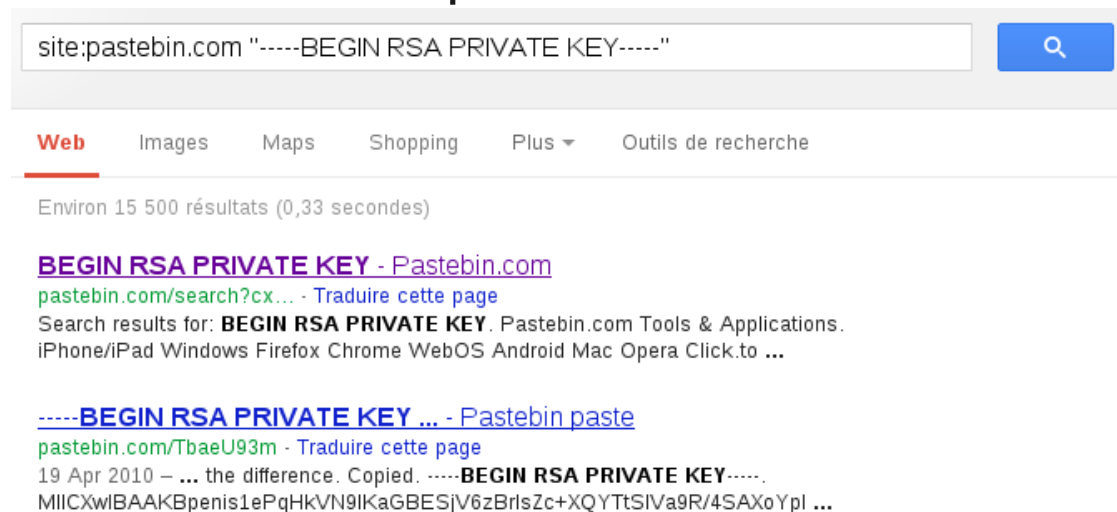 site:pastebin.com "-----BEGIN RSA PRIVATE KEY-----"
Web Images Maps Shopping Plus Outils de recherche
Environ 15 500 résultats (0,33 secondes)
BEGIN RSA PRIVATE KEY - Pastebin.com
pastebin.com/search?cx... - Traduire cette page
Search results for: BEGIN RSA PRIVATE KEY. Pastebin.com Tools & Applications.
iPhone/iPad Windows Firefox Chrome WebOS Android Mac Opera Click.to ...
-----BEGIN RSA PRIVATE KEY ... - Pastebin paste
pastebin.com/TbaeU93m - Traduire cette page
19 Apr 2010 – ... the difference. Copied. -----BEGIN RSA PRIVATE KEY-----.
MIICXwIBAAKBpenis1ePqHkVN9IKaGBESjV6zBrIsZc+XQYTtSIVa9R/4SAXoYpI ...